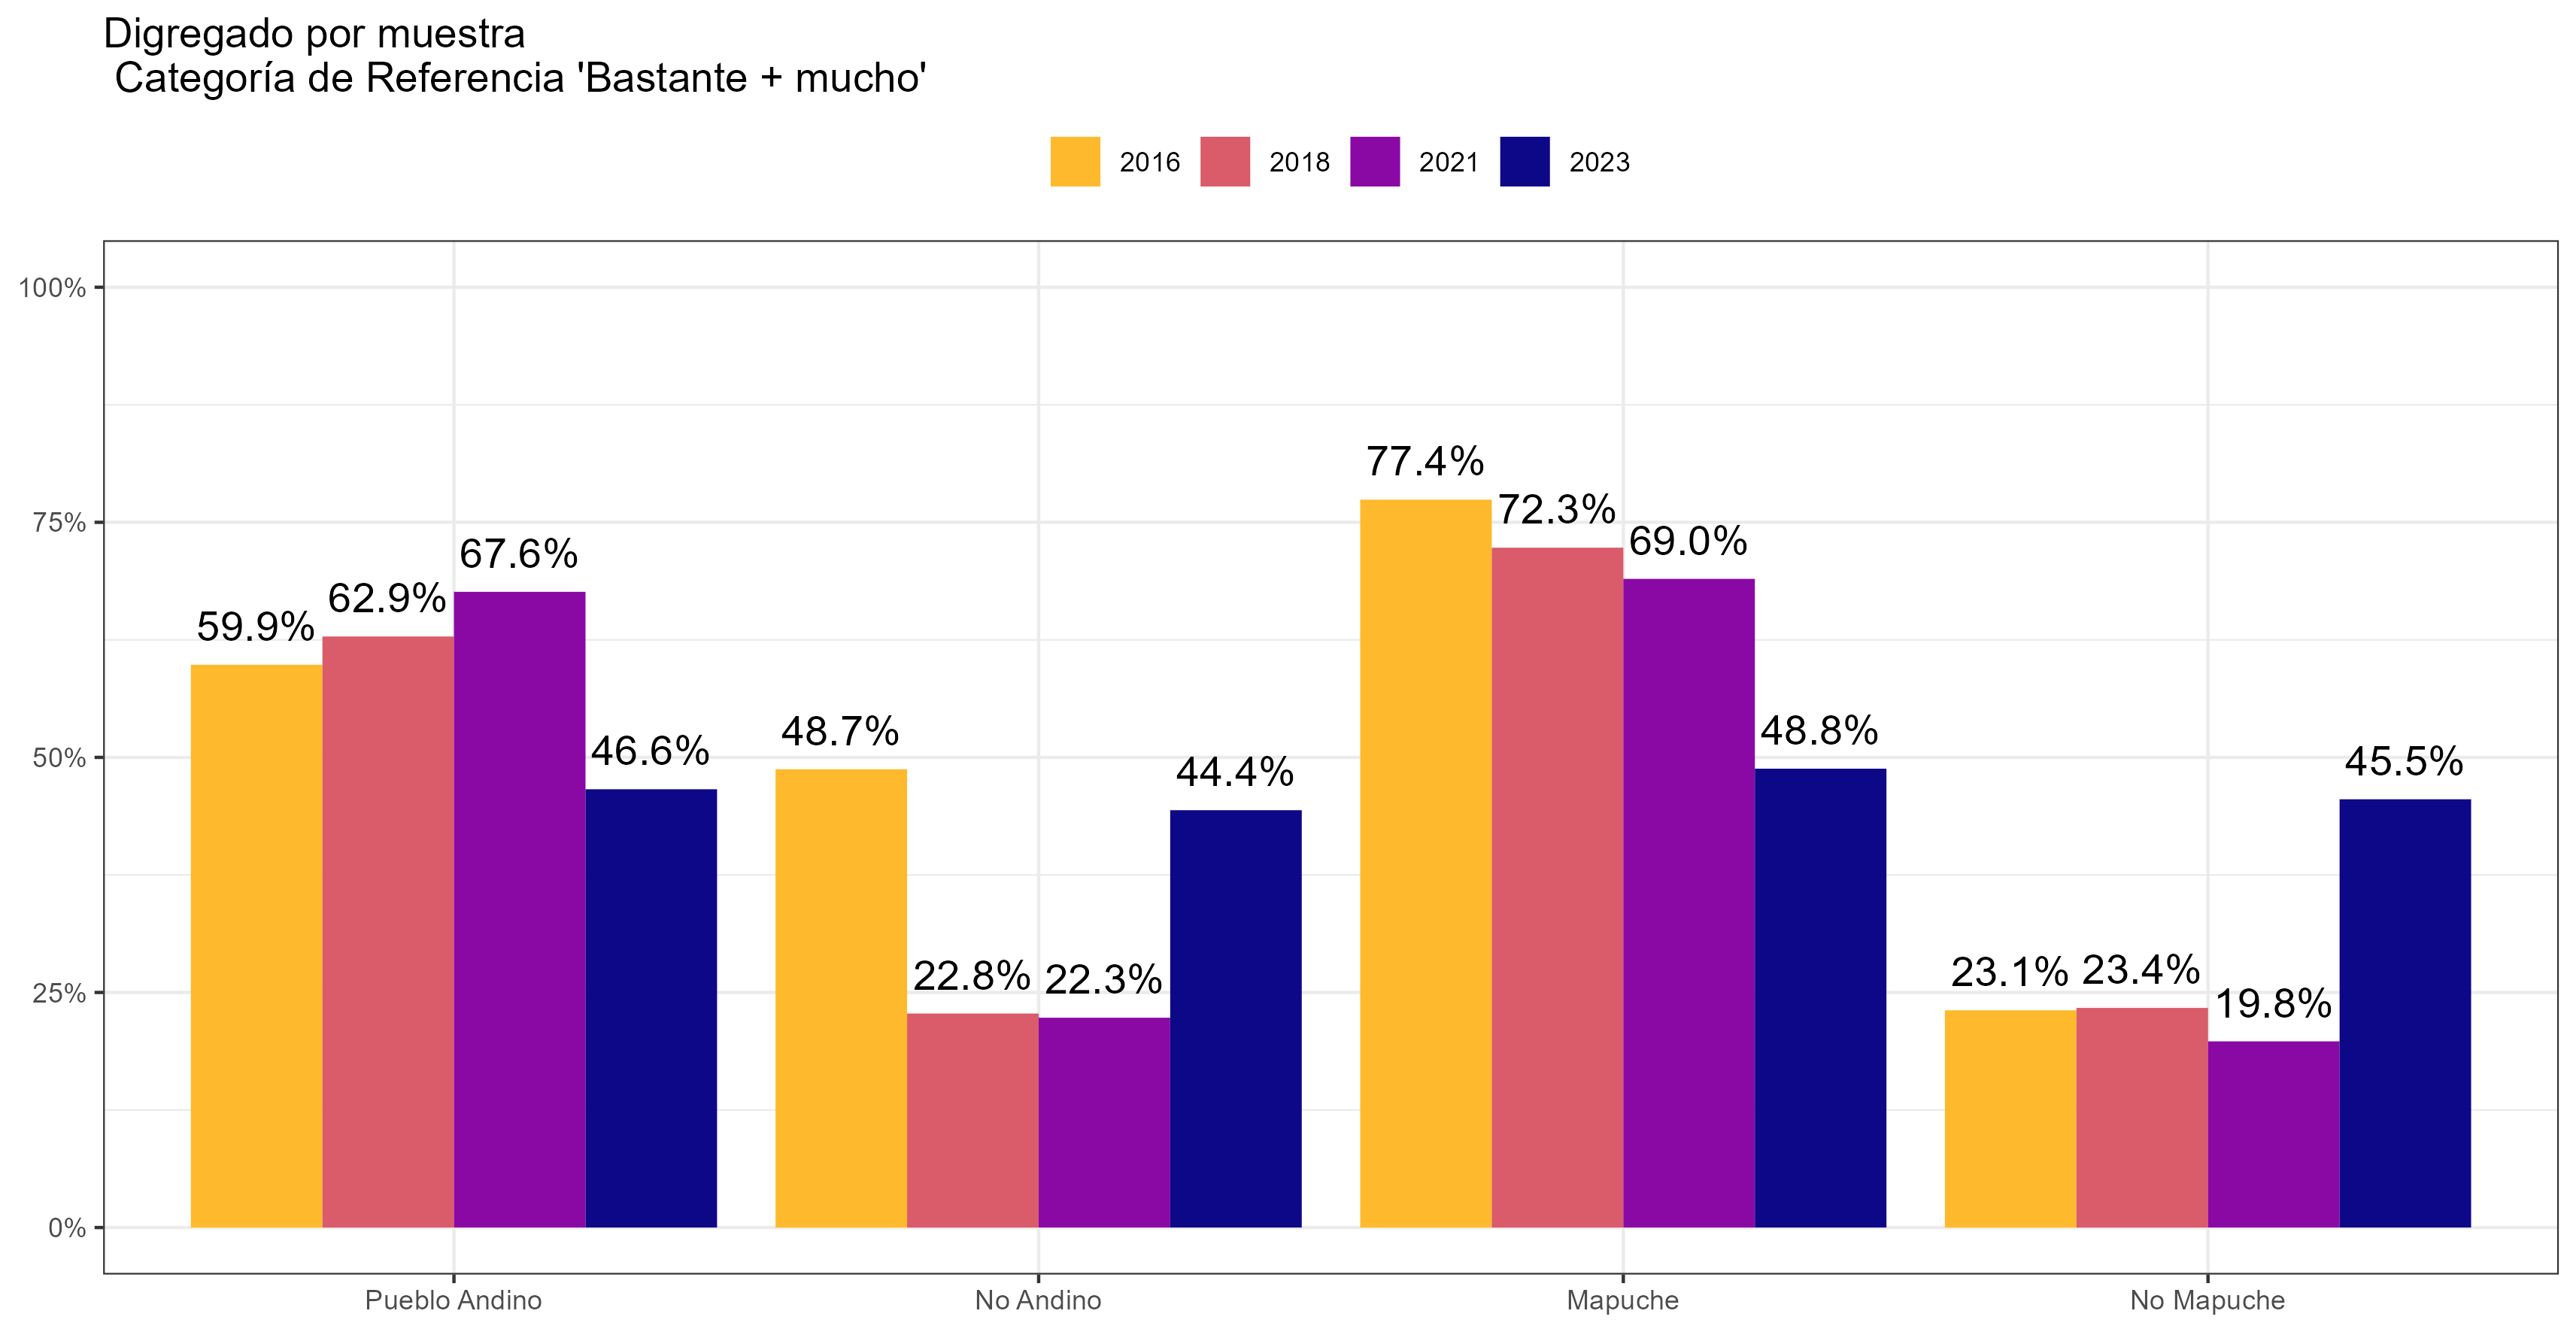 Digregado por muestra
Categoría de Referencia 'Bastante + mucho'
2016 2018 2021 2023
100%
75%
50%
25%
0%
59.9% 62.9% 67.6% 46.6%
48.7% 22.8% 22.3% 44.4%
77.4% 72.3% 69.0% 48.8%
23.1% 23.4% 19.8% 45.5%
Pueblo Andino No Andino Mapuche No Mapuche